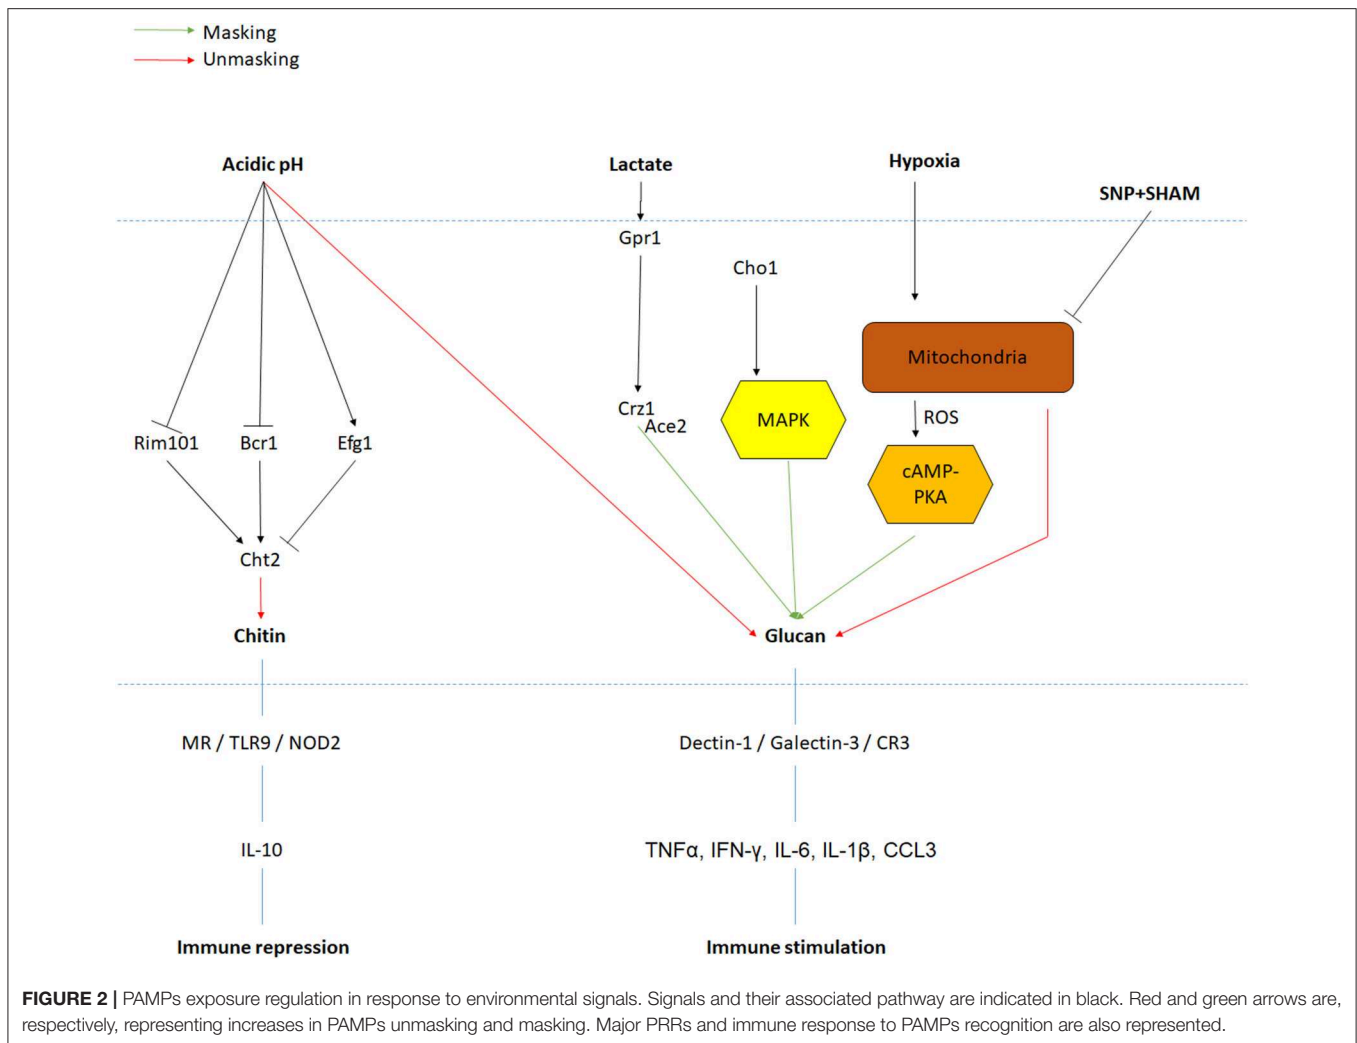 Masking
Unmasking
Acidic pH
Lactate
Hypoxia
SNP+SHAM
Gpr1
Cho1
Mitochondria
Crz1
Ace2
MAPK
ROS
Rim101
Bcr1
Efg1
cAMP-
PKA
Cht2
Chitin
Glucan
MR / TLR9 / NOD2
Dectin-1 / Galectin-3 / CR3
IL-10
TNFα, IFN-γ, IL-6, IL-1β, CCL3
Immune repression
Immune stimulation
FIGURE 2 | PAMPs exposure regulation in response to environmental signals. Signals and their associated pathway are indicated in black. Red and green arrows are,
respectively, representing increases in PAMPs unmasking and masking. Major PRRs and immune response to PAMPs recognition are also represented.